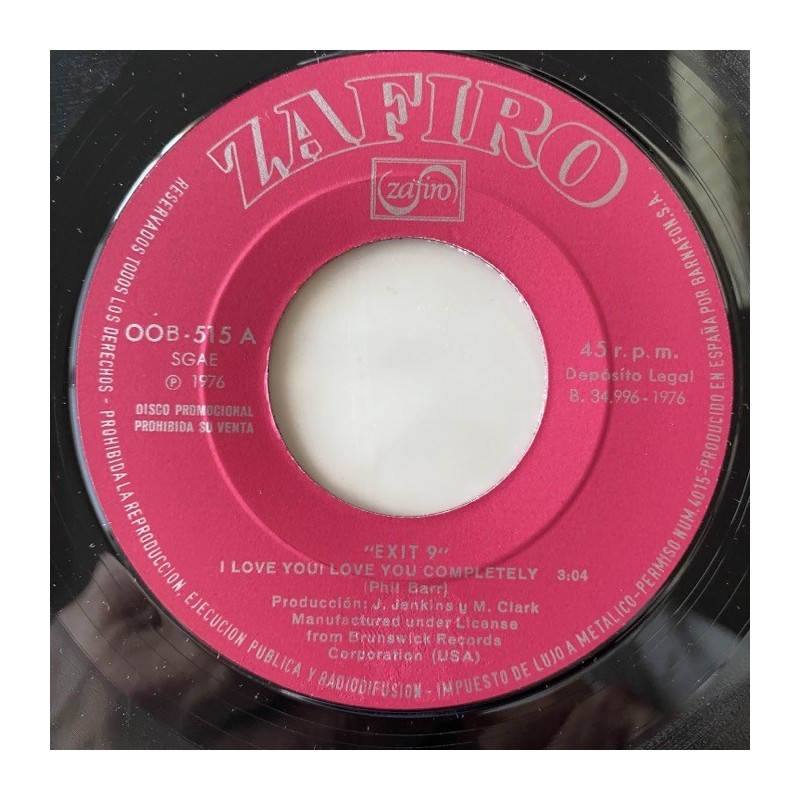 ZAFIRO
zafiro
OOB-515 A
SGAE
Ⓟ 1976
DISCO PROMOCIONAL
PROHIBIDA SU VENTA
45 r.p.m.
Depósito Legal
B. 34.996-1976
"EXIT 9"
I LOVE YOU! LOVE YOU COMPLETELY 3:04
(Phil Barr)
Producción: J. Jenkins y M. Clark
Manufactured under License
from Brunswick Records
Corporation (USA)
RESERVADOS TODOS LOS DERECHOS - PROHIBIDA LA REPRODUCCION, EJECUCION PUBLICA Y RADIODIFUSION - IMPUESTO DE LUJO A METALICO - PERMISO NUM. 4015 - PRODUCIDO EN ESPAÑA POR BARNAFON, S.A.